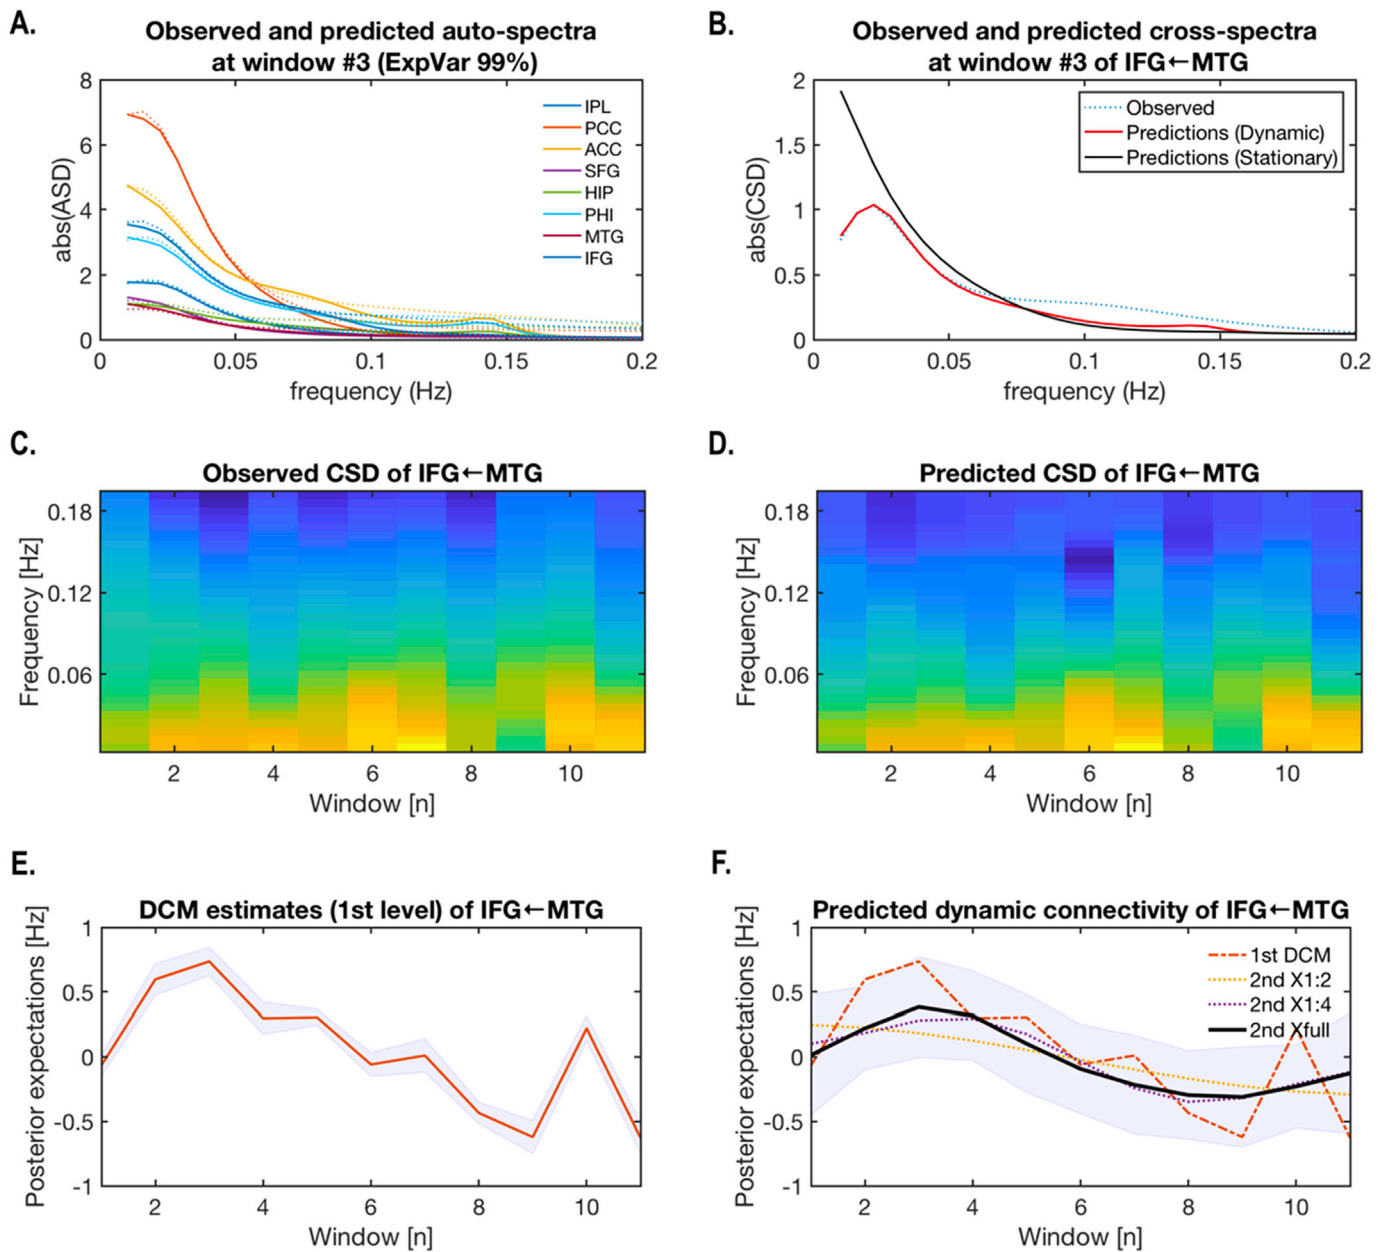 A.
Observed and predicted auto-spectra
at window #3 (ExpVar 99%)
abs(ASD)
8
6
4
2
0
IPL
PCC
ACC
SFG
HIP
PHI
MTG
IFG
0 0.05 0.1 0.15 0.2
frequency (Hz)
B.
Observed and predicted cross-spectra
at window #3 of IFG←MTG
abs(CSD)
2
1.5
1
0.5
0
Observed
Predictions (Dynamic)
Predictions (Stationary)
0 0.05 0.1 0.15 0.2
frequency (Hz)
C.
Observed CSD of IFG←MTG
Frequency [Hz]
0.18
0.12
0.06
2 4 6 8 10
Window [n]
D.
Predicted CSD of IFG←MTG
Frequency [Hz]
0.18
0.12
0.06
2 4 6 8 10
Window [n]
E.
DCM estimates (1st level) of IFG←MTG
Posterior expectations [Hz]
1
0.5
0
-0.5
-1
2 4 6 8 10
Window [n]
F.
Predicted dynamic connectivity of IFG←MTG
Posterior expectations [Hz]
1
0.5
0
-0.5
-1
1st DCM
2nd X1:2
2nd X1:4
2nd Xfull
2 4 6 8 10
Window [n]